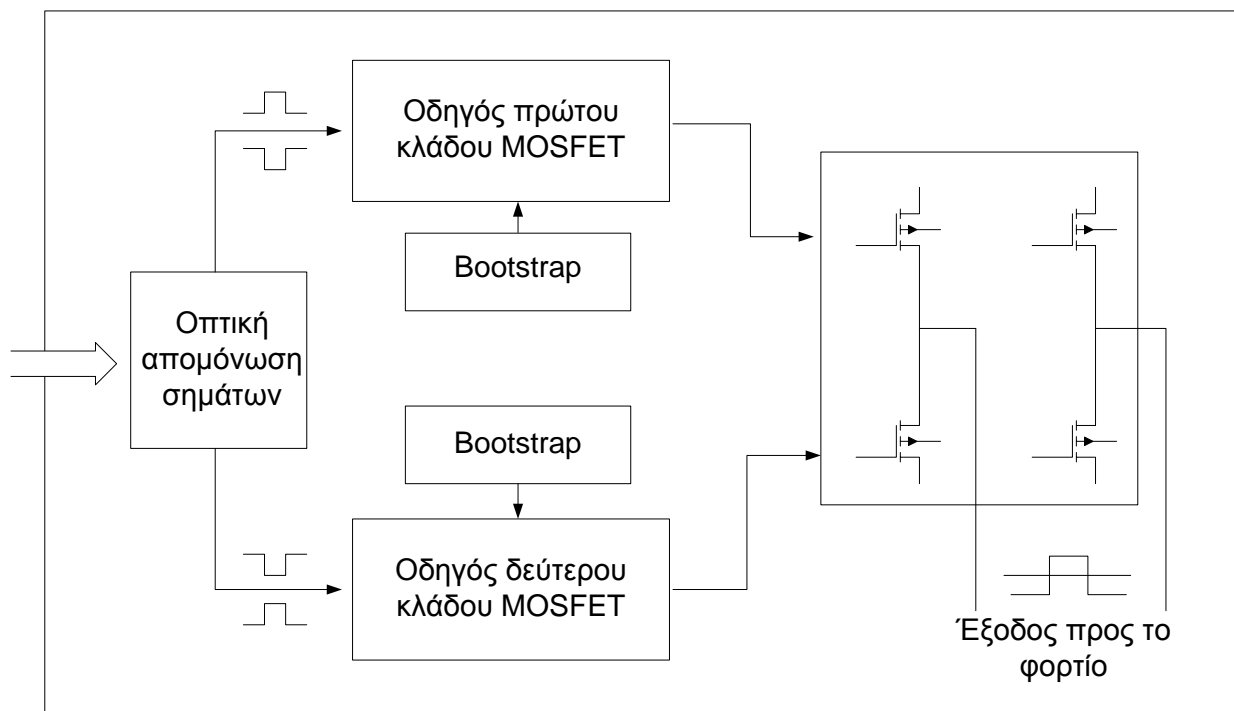 Οδηγός πρώτου
κλάδου MOSFET
Bootstrap
Οπτική
απομόνωση
σημάτων
Bootstrap
Οδηγός δεύτερου
κλάδου MOSFET
Έξοδος προς το
φορτίο